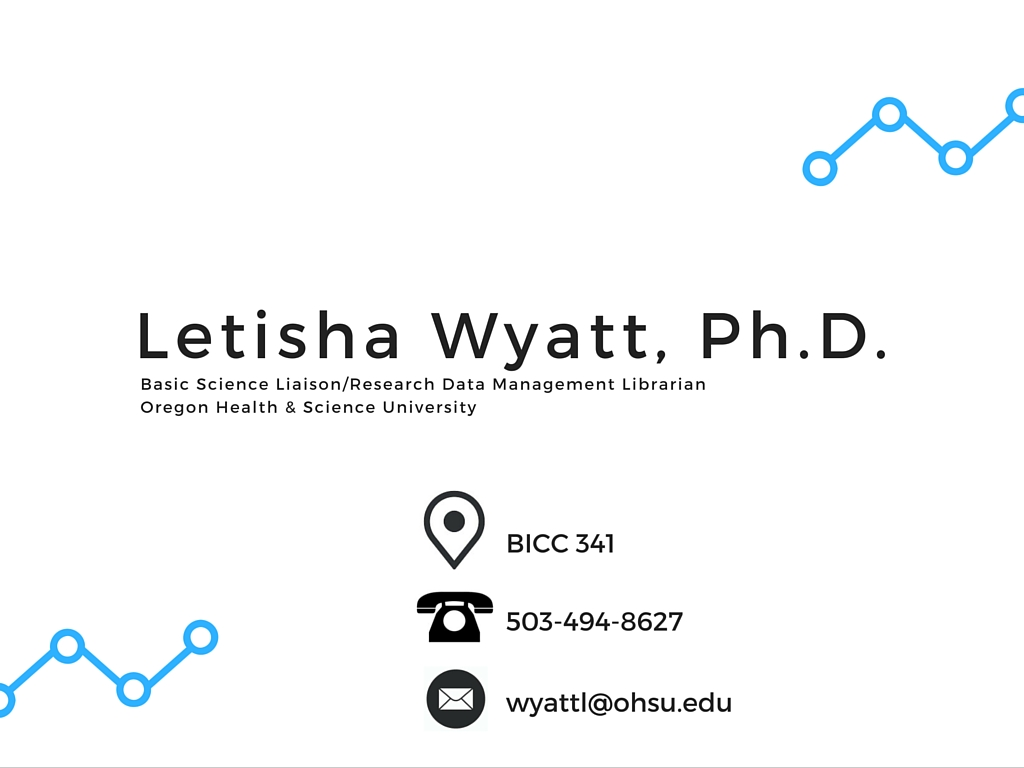 Letisha Wyatt, Ph.D.
Basic Science Liaison/Research Data Management Librarian
Oregon Health & Science University
BICC 341
503-494-8627
wyattl@ohsu.edu